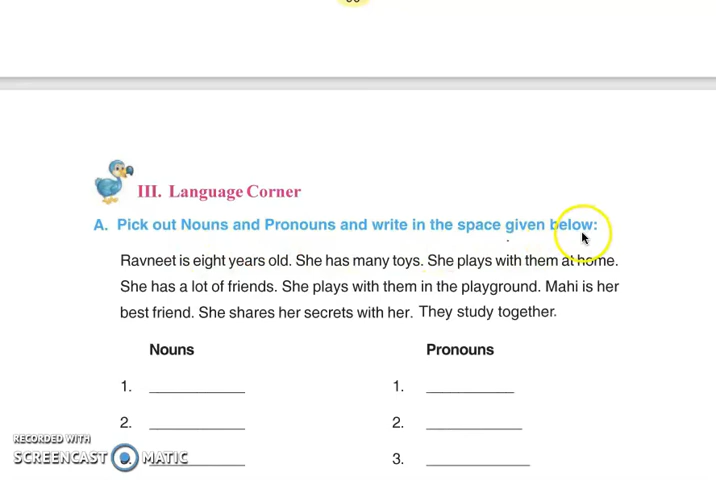 III. Language Corner
A. Pick out Nouns and Pronouns and write in the space given below:
Ravneet is eight years old. She has many toys. She plays with them at home.
She has a lot of friends. She plays with them in the playground. Mahi is her
best friend. She shares her secrets with her. They study together.
Nouns Pronouns
1. 1.
2. 2.
3.
RECORDED WITH
SCREENCAST MATIC